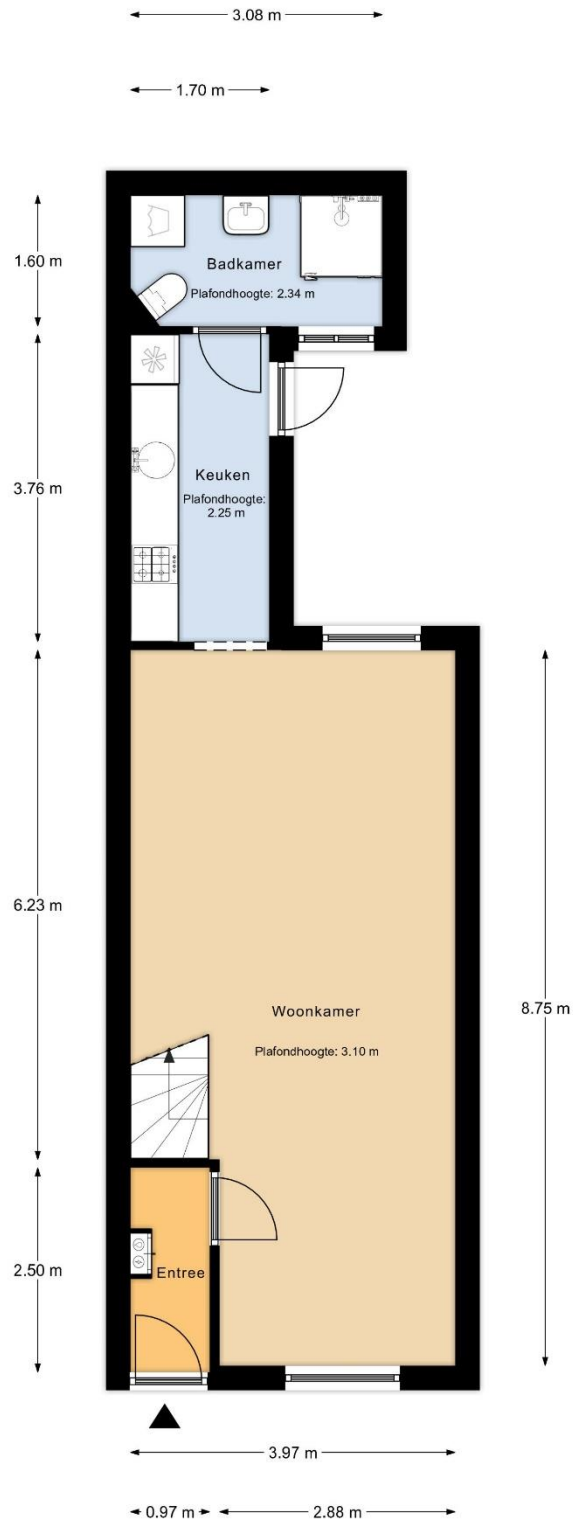 3.08 m
1.70 m
1.60 m
Badkamer
Plafondhoogte: 2.34 m
3.76 m
Keuken
Plafondhoogte:
2.25 m
6.23 m
8.75 m
Woonkamer
Plafondhoogte: 3.10 m
2.50 m
Entree
3.97 m
0.97 m
2.88 m